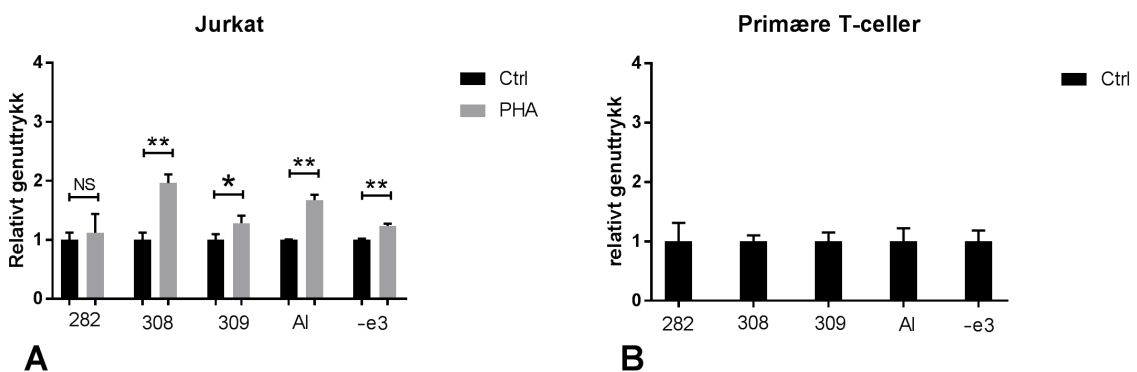 Jurkat
Relativt genuttrykk
4
3
2
1
0
NS
**
*
**
**
282 308 309 AI -e3
Ctrl
PHA
A
Primære T-celler
relativt genuttrykk
4
3
2
1
0
282 308 309 AI -e3
Ctrl
B